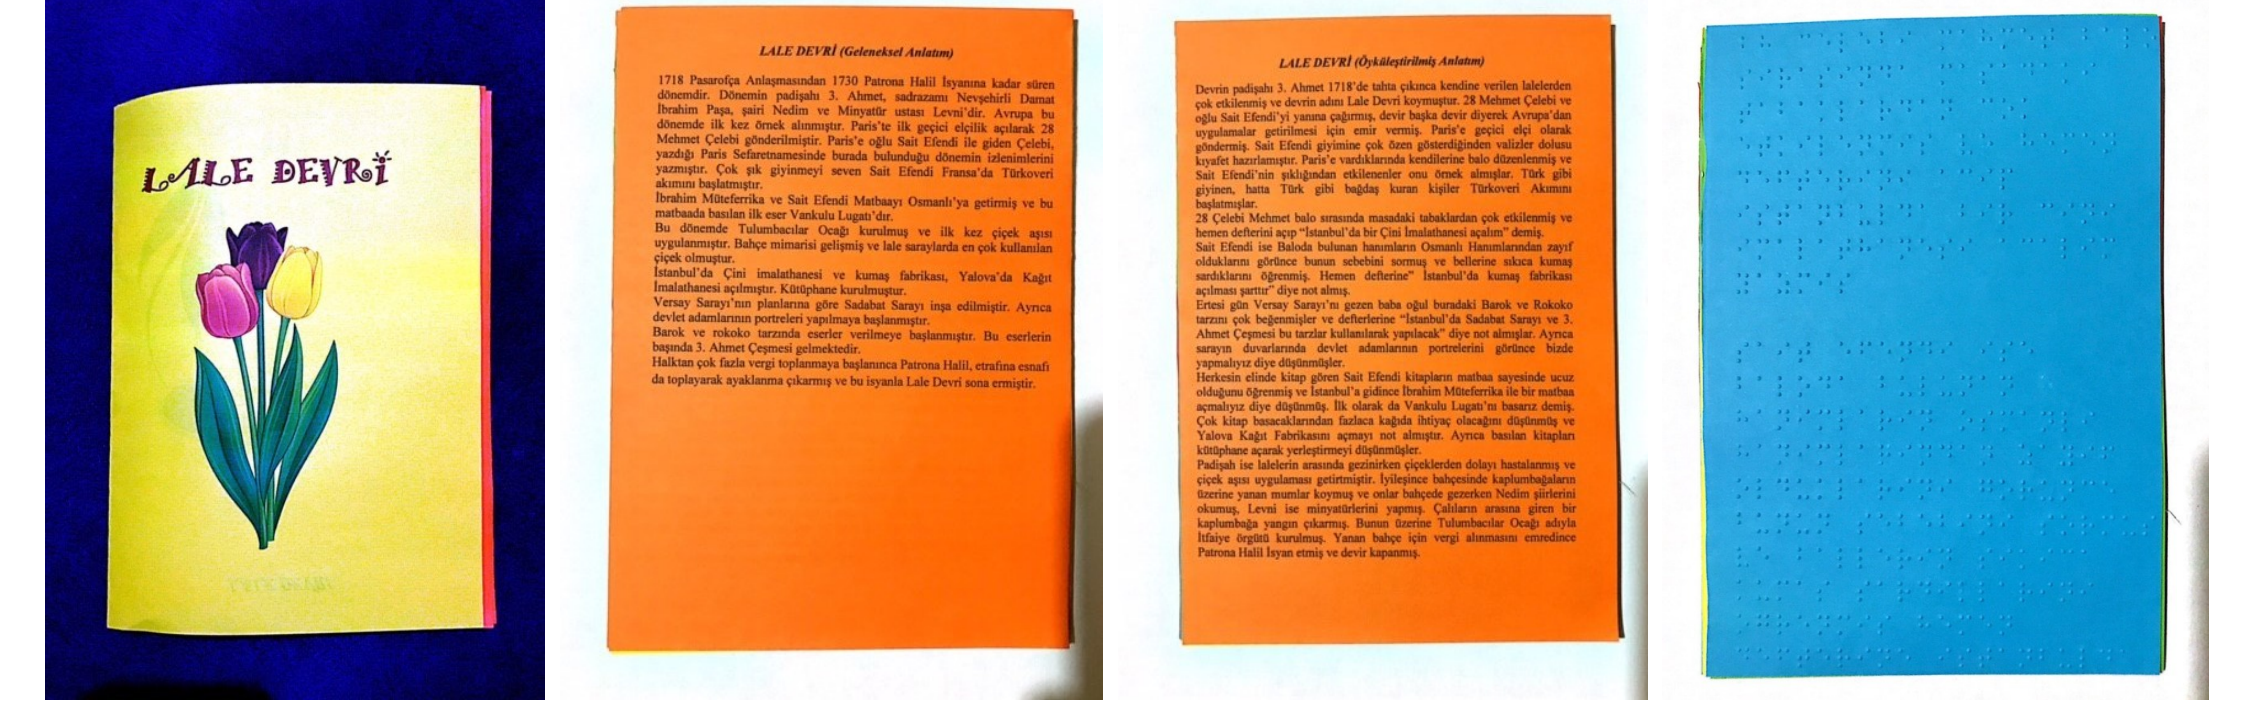 LALE DEVRİ
LALE DEVRİ (Geleneksel Anlatım)
1718 Pasarofça Anlaşmasından 1730 Patrona Halil İsyanına kadar süren
dönemdir. Dönemin padişahı 3. Ahmet, sadrazamı Nevşehirli Damat
İbrahim Paşa, şairi Nedim ve Minyatür ustası Levni'dir. Avrupa bu
dönemde ilk kez örnek alınmıştır. Paris'te ilk geçici elçilik açılarak 28
Mehmet Çelebi gönderilmiştir. Paris'e oğlu Sait Efendi ile giden Çelebi,
yazdığı Paris Sefaretnamesinde burada bulunduğu dönemin izlenimlerini
yazmıştır. Çok şık giyinmeyi seven Sait Efendi Fransa'da Türkoveri
akımını başlatmıştır.
İbrahim Müteferrika ve Sait Efendi Matbaayı Osmanlı'ya getirmiş ve bu
matbaada basılan ilk eser Vankulu Lugatı'dır.
Bu dönemde Tulumbacılar Ocağı kurulmuş ve ilk kez çiçek aşısı
uygulanmıştır. Bahçe mimarisi gelişmiş ve lale saraylarda en çok kullanılan
çiçek olmuştur.
İstanbul'da Çini imalathanesi ve kumaş fabrikası, Yalova'da Kağıt
İmalathanesi açılmıştır. Kütüphane kurulmuştur.
Versay Sarayı'nın planlarına göre Sadabat Sarayı inşa edilmiştir. Ayrıca
devlet adamlarının portreleri yapılmaya başlanmıştır.
Barok ve rokoko tarzında eserler verilmeye başlanmıştır. Bu eserlerin
başında 3. Ahmet Çeşmesi gelmektedir.
Halktan çok fazla vergi toplanmaya başlanınca Patrona Halil, etrafına esnafı
da toplayarak ayaklanma çıkarmış ve bu isyanla Lale Devri sona ermiştir.
LALE DEVRİ (Öyküleştirilmiş Anlatım)
Devrin padişahı 3. Ahmet 1718'de tahta çıkınca kendine verilen lalelerden
çok etkilenmiş ve devrin adını Lale Devri koymuştur. 28 Mehmet Çelebi ve
oğlu Sait Efendi'yi yanına çağırmış, devir başka devir diyerek Avrupa'dan
uygulamalar getirilmesi için emir vermiş. Paris'e geçici elçi olarak
göndermiş. Sait Efendi giyimine çok özen gösterdiğinden valizler dolusu
kıyafet hazırlamıştır. Paris'e vardıklarında kendilerine balo düzenlenmiş ve
Sait Efendi'nin şıklığından etkilenenler onu örnek almışlar. Türk gibi
giyinen, hatta Türk gibi bağdaş kuran kişiler Türkoveri Akımını
başlatmışlar.
28 Çelebi Mehmet balo sırasında masadaki tabaklardan çok etkilenmiş ve
hemen defterini açıp “İstanbul'da bir Çini İmalathanesi açalım” demiş.
Sait Efendi ise Baloda bulunan hanımların Osmanlı Hanımlarından zayıf
olduklarını görünce bunun sebebini sormuş ve bellerine sıkıca kumaş
sardıklarını öğrenmiş. Hemen defterine” İstanbul'da kumaş fabrikası
açılması şarttır” diye not almış.
Ertesi gün Versay Sarayı'nı gezen baba oğul buradaki Barok ve Rokoko
tarzını çok beğenmişler ve defterlerine “İstanbul'da Sadabat Sarayı ve 3.
Ahmet Çeşmesi bu tarzlar kullanılarak yapılacak” diye not almışlar. Ayrıca
sarayın duvarlarında devlet adamlarının portrelerini görünce bizde
yapmalıyız diye düşünmüşler.
Herkesin elinde kitap gören Sait Efendi kitapların matbaa sayesinde ucuz
olduğunu öğrenmiş ve İstanbul'a gidince İbrahim Müteferrika ile bir matbaa
açmalıyız diye düşünmüş. İlk olarak da Vankulu Lugatı'nı basarız demiş.
Çok kitap basacaklarından fazlaca kağıda ihtiyaç olacağını düşünmüş ve
Yalova Kağıt Fabrikasını açmayı not almıştır. Ayrıca basılan kitapları
kütüphane açarak yerleştirmeyi düşünmüşler.
Padişah ise lalelerin arasında gezinirken çiçeklerden dolayı hastalanmış ve
çiçek aşısı uygulaması getirtmiştir. İyileşince bahçesinde kaplumbağaların
üzerine yanan mumlar koymuş ve onlar bahçede gezerken Nedim şiirlerini
okumuş, Levni ise minyatürlerini yapmış. Çalıların arasına giren bir
kaplumbağa yangın çıkarmış. Bunun üzerine Tulumbacılar Ocağı adıyla
İtfaiye örgütü kurulmuş. Yanan bahçe için vergi alınmasını emredince
Patrona Halil İsyan etmiş ve devir kapanmış.